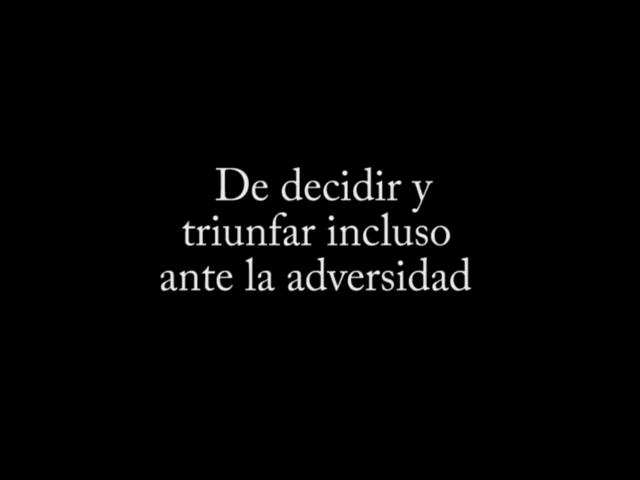 De decidir y
triunfar incluso
ante la adversidad